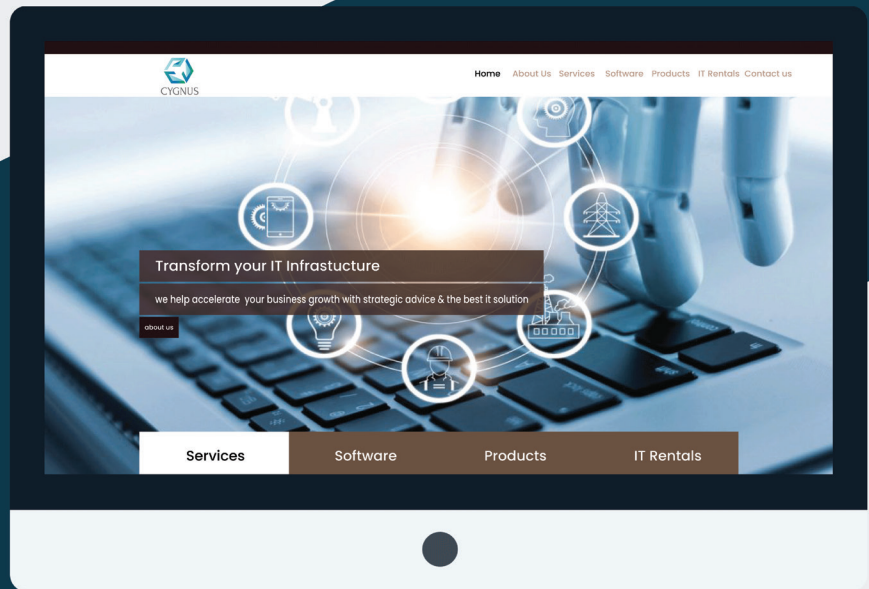 CYGNUS
Home About Us Services Software Products IT Rentals Contact us
Transform your IT Infrastucture
we help accelerate your business growth with strategic advice & the best it solution
about us
Services Software Products IT Rentals